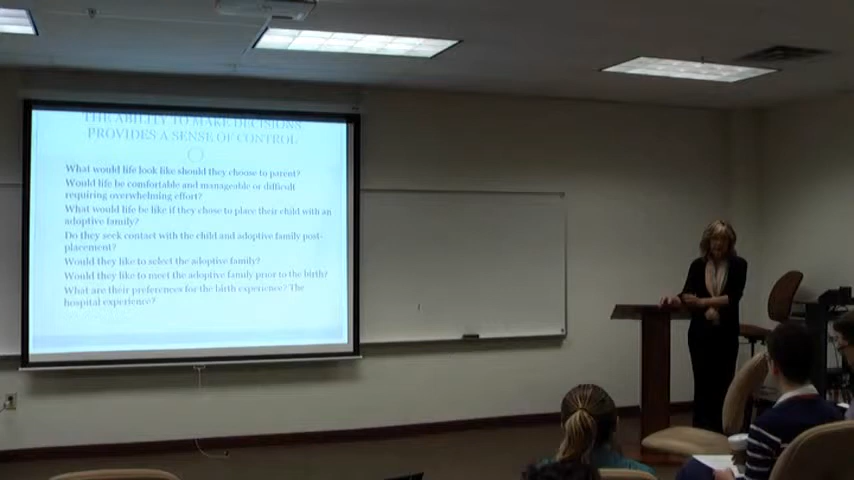 THE ABILITY TO MAKE DECISIONS
PROVIDES A SENSE OF CONTROL
What would life look like should they choose to parent?
Would life be comfortable and manageable or difficult
requiring overwhelming effort?
What would life be like if they chose to place their child with an
adoptive family?
Do they seek contact with the child and adoptive family post-
placement?
Would they like to select the adoptive family?
Would they like to meet the adoptive family prior to the birth?
What are their preferences for the birth experience? The
hospital experience?